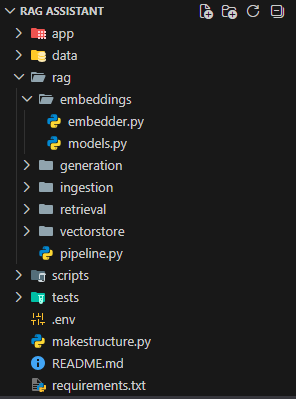 RAG ASSISTANT
app
data
rag
embeddings
embedder.py
models.py
generation
ingestion
retrieval
vectorstore
pipeline.py
scripts
tests
.env
makestructure.py
README.md
requirements.txt